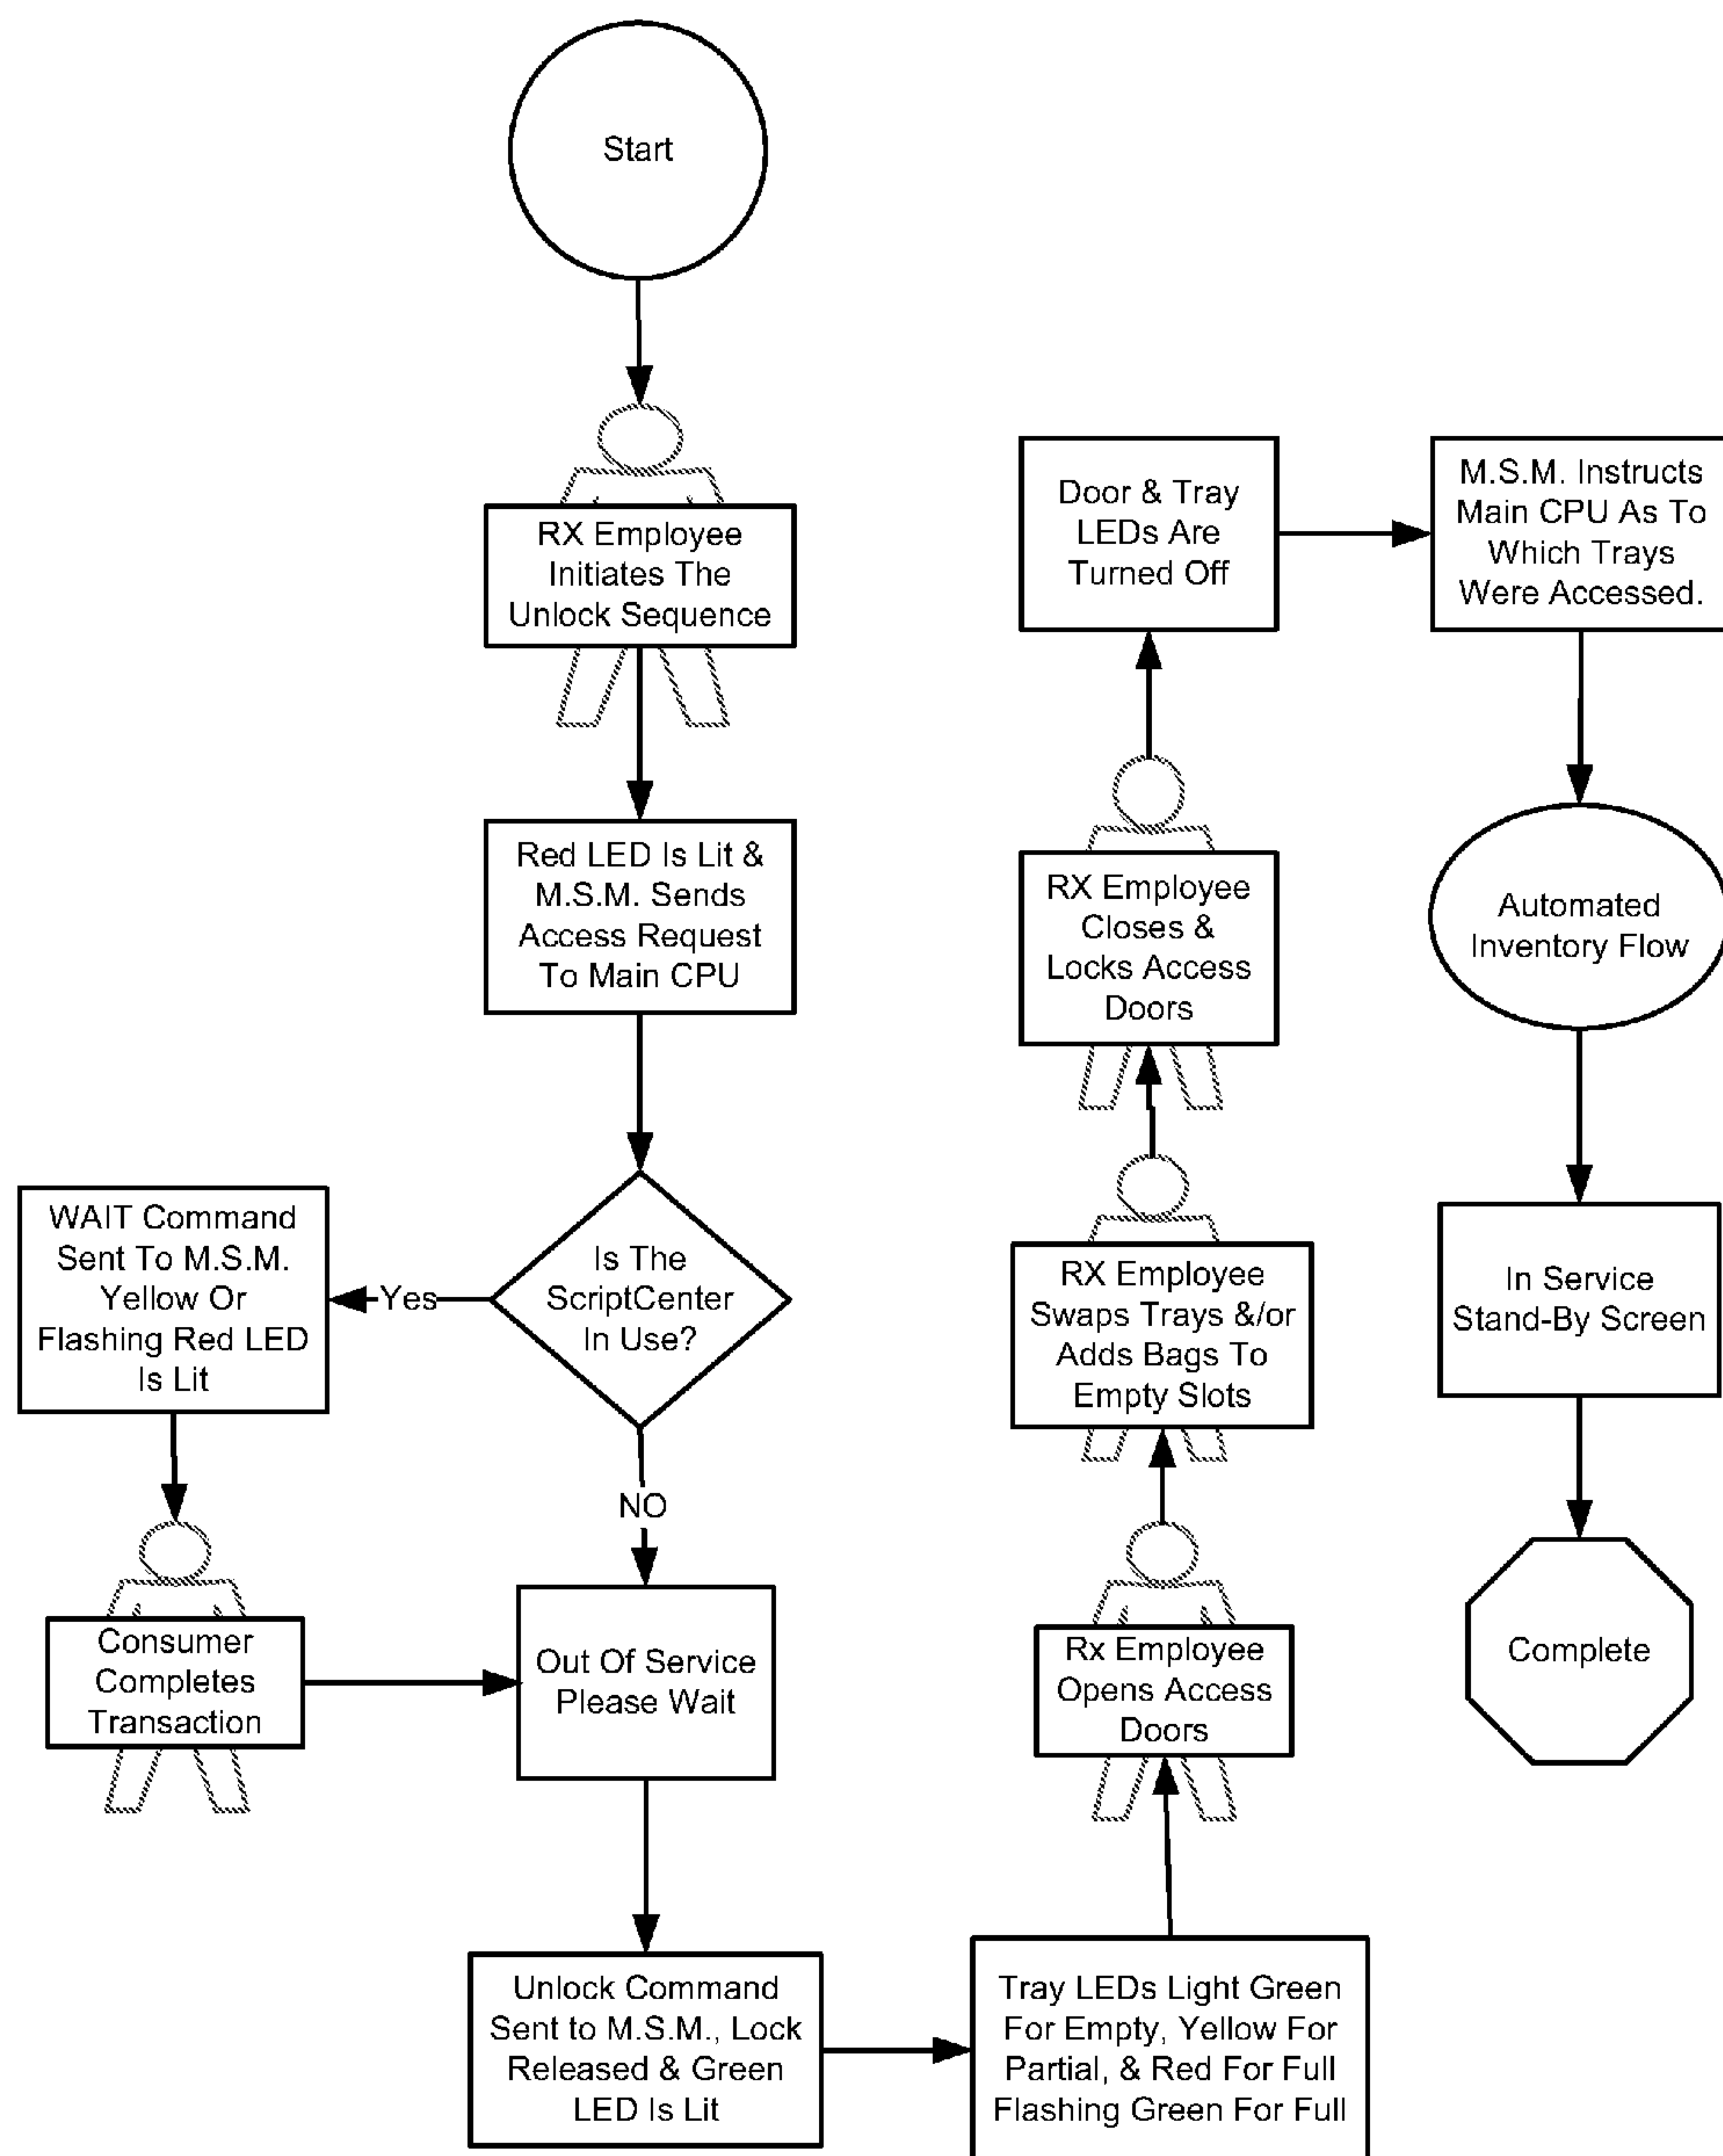 Start
RX Employee
Initiates The
Unlock Sequence
Red LED Is Lit &
M.S.M. Sends
Access Request
To Main CPU
Is The
ScriptCenter
In Use?
Yes
WAIT Command
Sent To M.S.M.
Yellow Or
Flashing Red LED
Is Lit
Consumer
Completes
Transaction
NO
Out Of Service
Please Wait
Unlock Command
Sent to M.S.M., Lock
Released & Green
LED Is Lit
Tray LEDs Light Green
For Empty, Yellow For
Partial, & Red For Full
Flashing Green For Full
Rx Employee
Opens Access
Doors
RX Employee
Swaps Trays &/or
Adds Bags To
Empty Slots
RX Employee
Closes &
Locks Access
Doors
Door & Tray
LEDs Are
Turned Off
M.S.M. Instructs
Main CPU As To
Which Trays
Were Accessed.
Automated
Inventory Flow
In Service
Stand-By Screen
Complete